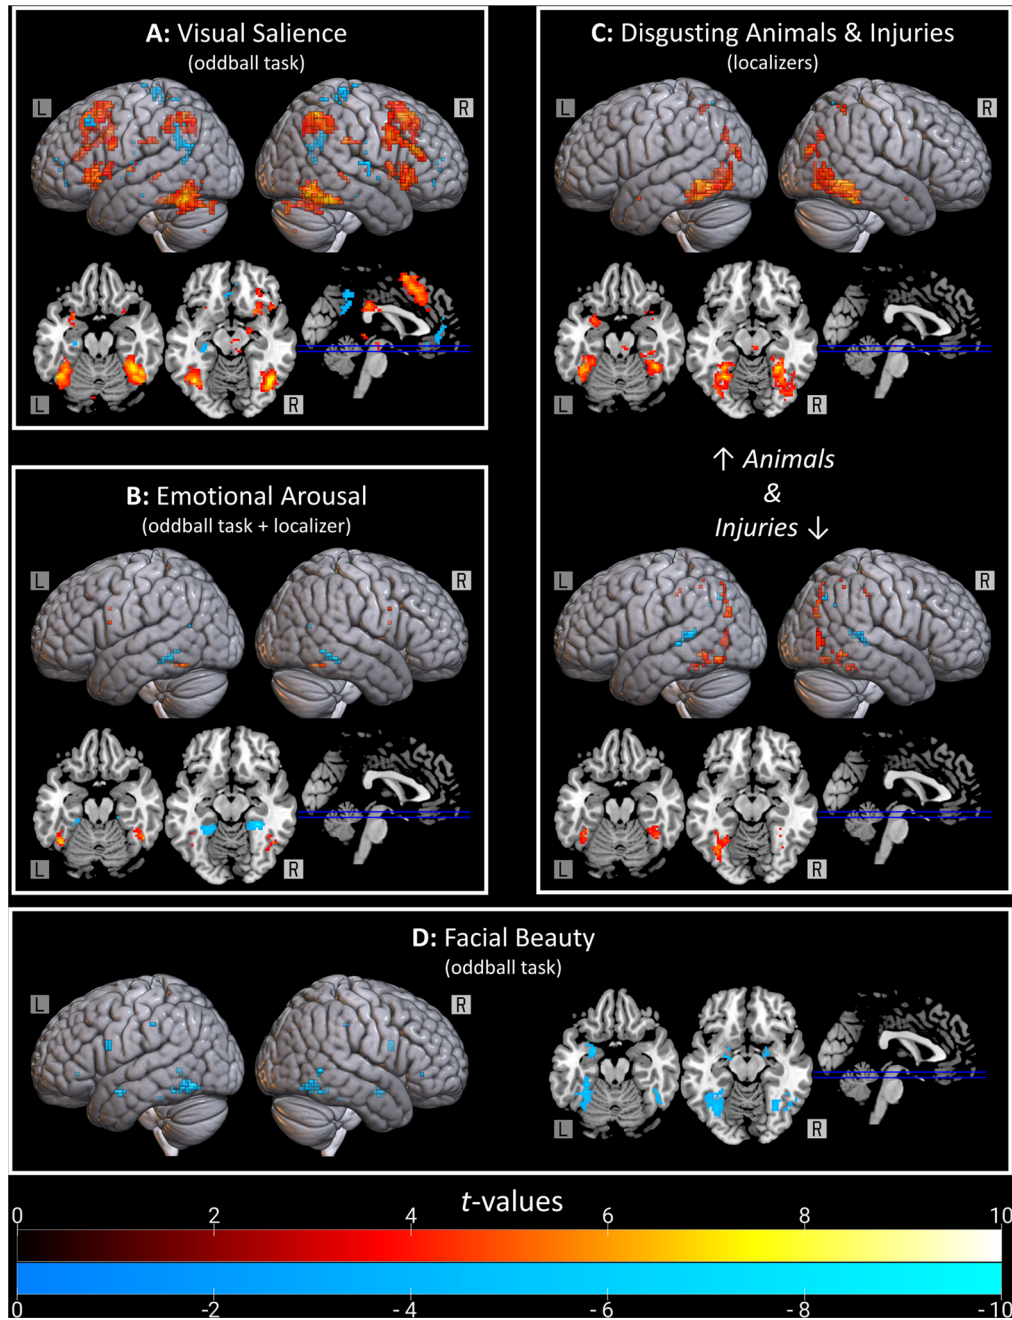 A: Visual Salience
(oddball task)
L
R
L
R
B: Emotional Arousal
(oddball task + localizer)
L
R
L
R
C: Disgusting Animals & Injuries
(localizers)
L
R
L
R
↑ Animals
&
Injuries ↓
L
R
L
R
D: Facial Beauty
(oddball task)
L
R
L
R
t-values
0 2 4 6 8 10
0 -2 -4 -6 -8 -10